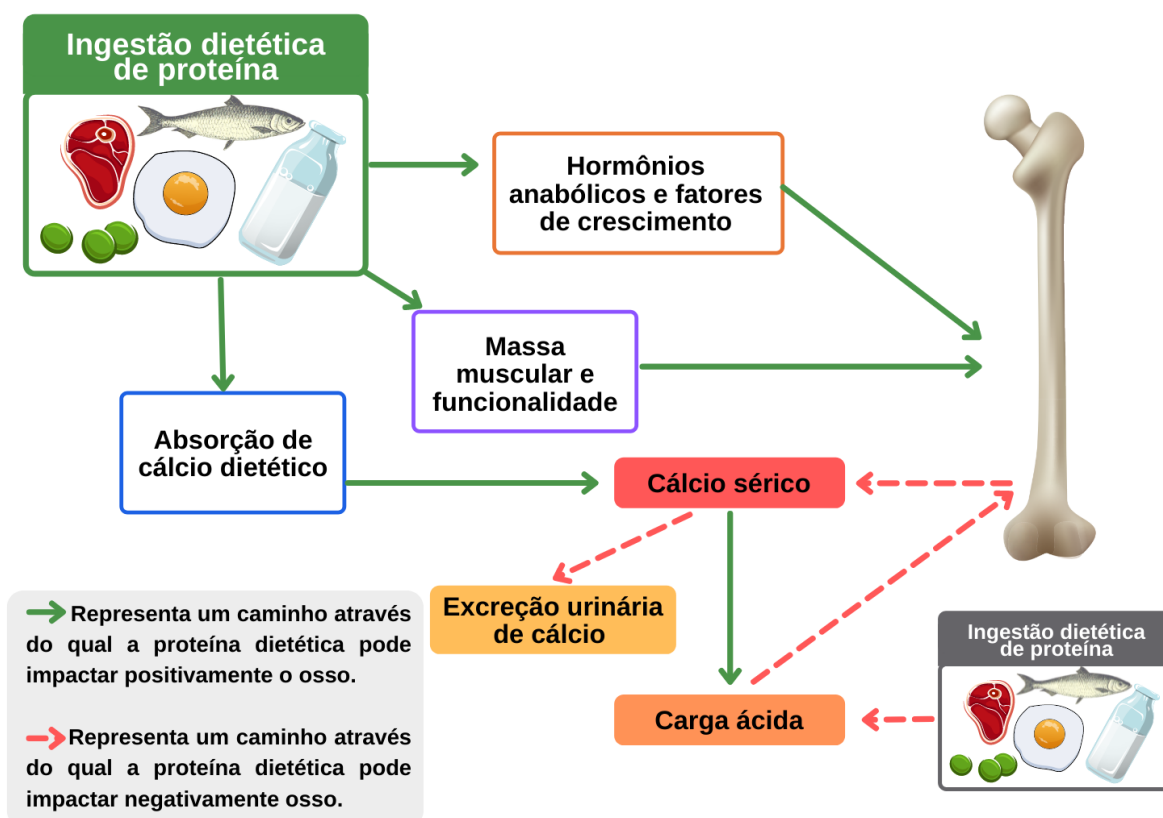 Ingestão dietética
de proteína
Hormônios
anabólicos e fatores
de crescimento
Massa
muscular e
funcionalidade
Absorção de
cálcio dietético
Cálcio sérico
Excreção urinária
de cálcio
Carga ácida
Ingestão dietética
de proteína
Representa um caminho através
do qual a proteína dietética pode
impactar positivamente o osso.
Representa um caminho através
do qual a proteína dietética pode
impactar negativamente osso.